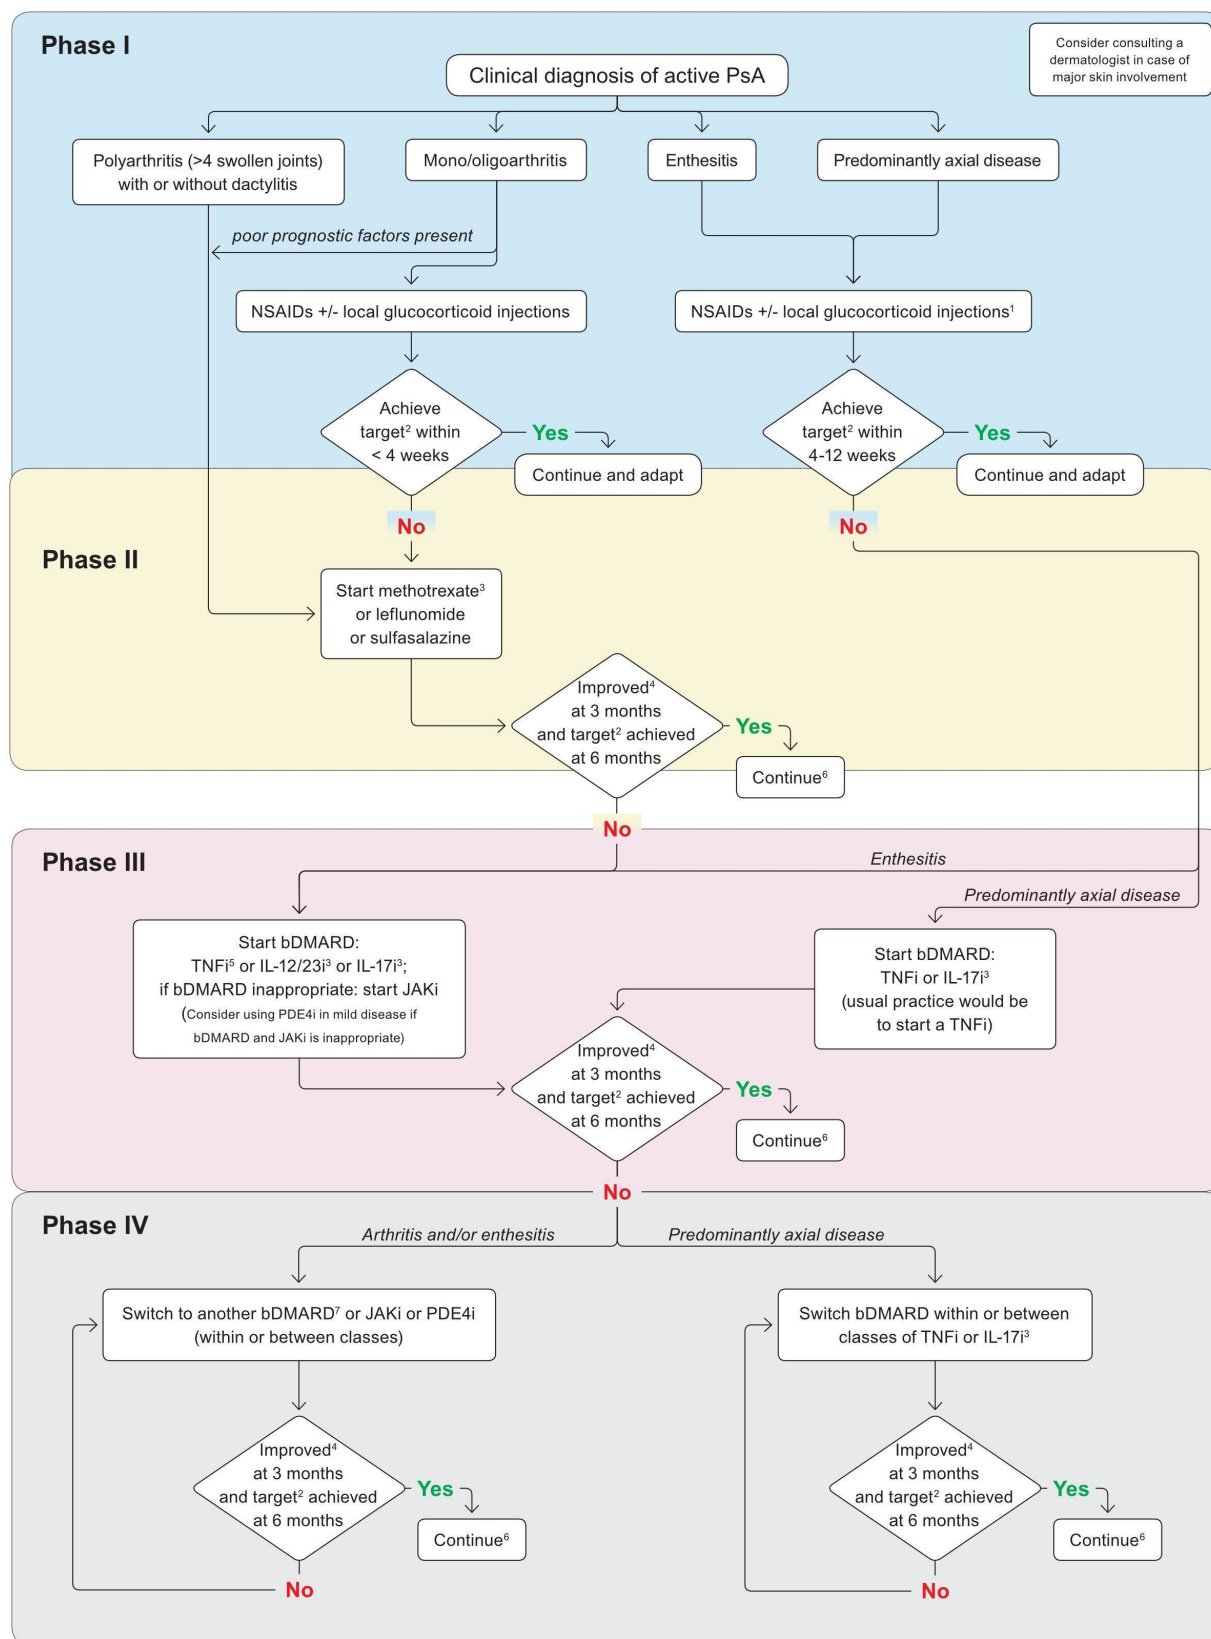 Phase I
Consider consulting a
dermatologist in case of
major skin involvement
Clinical diagnosis of active PsA
Polyarthritis (>4 swollen joints)
with or without dactylitis
Mono/oligoarthritis
Enthesitis
Predominantly axial disease
poor prognostic factors present
NSAIDs +/- local glucocorticoid injections
NSAIDs +/- local glucocorticoid injections¹
Achieve
target² within
< 4 weeks
Yes
Continue and adapt
Achieve
target² within
4-12 weeks
Yes
Continue and adapt
No
No
Phase II
Start methotrexate³
or leflunomide
or sulfasalazine
Improved⁴
at 3 months
and target² achieved
at 6 months
Yes
Continue⁶
No
Phase III
Enthesitis
Predominantly axial disease
Start bDMARD:
TNFi⁵ or IL-12/23i³ or IL-17i³;
if bDMARD inappropriate: start JAKi
(Consider using PDE4i in mild disease if
bDMARD and JAKi is inappropriate)
Start bDMARD:
TNFi or IL-17i³
(usual practice would be
to start a TNFi)
Improved⁴
at 3 months
and target² achieved
at 6 months
Yes
Continue⁶
No
Phase IV
Arthritis and/or enthesitis
Predominantly axial disease
Switch to another bDMARD⁷ or JAKi or PDE4i
(within or between classes)
Switch bDMARD within or between
classes of TNFi or IL-17i³
Improved⁴
at 3 months
and target² achieved
at 6 months
Yes
Continue⁶
No
Improved⁴
at 3 months
and target² achieved
at 6 months
Yes
Continue⁶
No